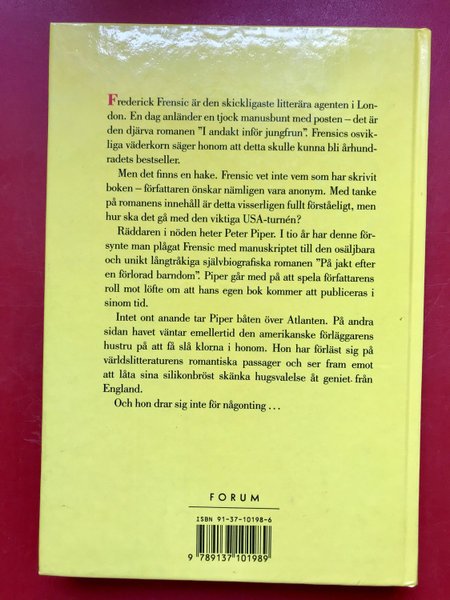 Frederick Frensic är den skickligaste litterära agenten i Lon-
don. En dag anländer en tjock manusbunt med posten – det är
den djärva romanen ”I andakt inför jungfrun”. Frensics osvik-
liga väderkorn säger honom att detta skulle kunna bli århund-
radets bestseller.
Men det finns en hake. Frensic vet inte vem som har skrivit
boken – författaren önskar nämligen vara anonym. Med tanke
på romanens innehåll är detta visserligen fullt förståeligt, men
hur ska det gå med den viktiga USA-turnén?
Räddaren i nöden heter Peter Piper. I tio år har denne för-
synte man plågat Frensic med manuskriptet till den osäljbara
och unikt långtråkiga självbiografiska romanen ”På jakt efter
en förlorad barndom”. Piper går med på att spela författarens
roll mot löfte om att hans egen bok kommer att publiceras i
sinom tid.
Intet ont anande tar Piper båten över Atlanten. På andra
sidan havet väntar emellertid den amerikanske förläggarens
hustru på att få slå klorna i honom. Hon har förläst sig på
världslitteraturens romantiska passager och ser fram emot
att låta sina silikonbröst skänka hugsvalelse åt geniet från
England.
Och hon drar sig inte för någonting ...
FORUM
ISBN 91-37-10198-6
9 789137 101989